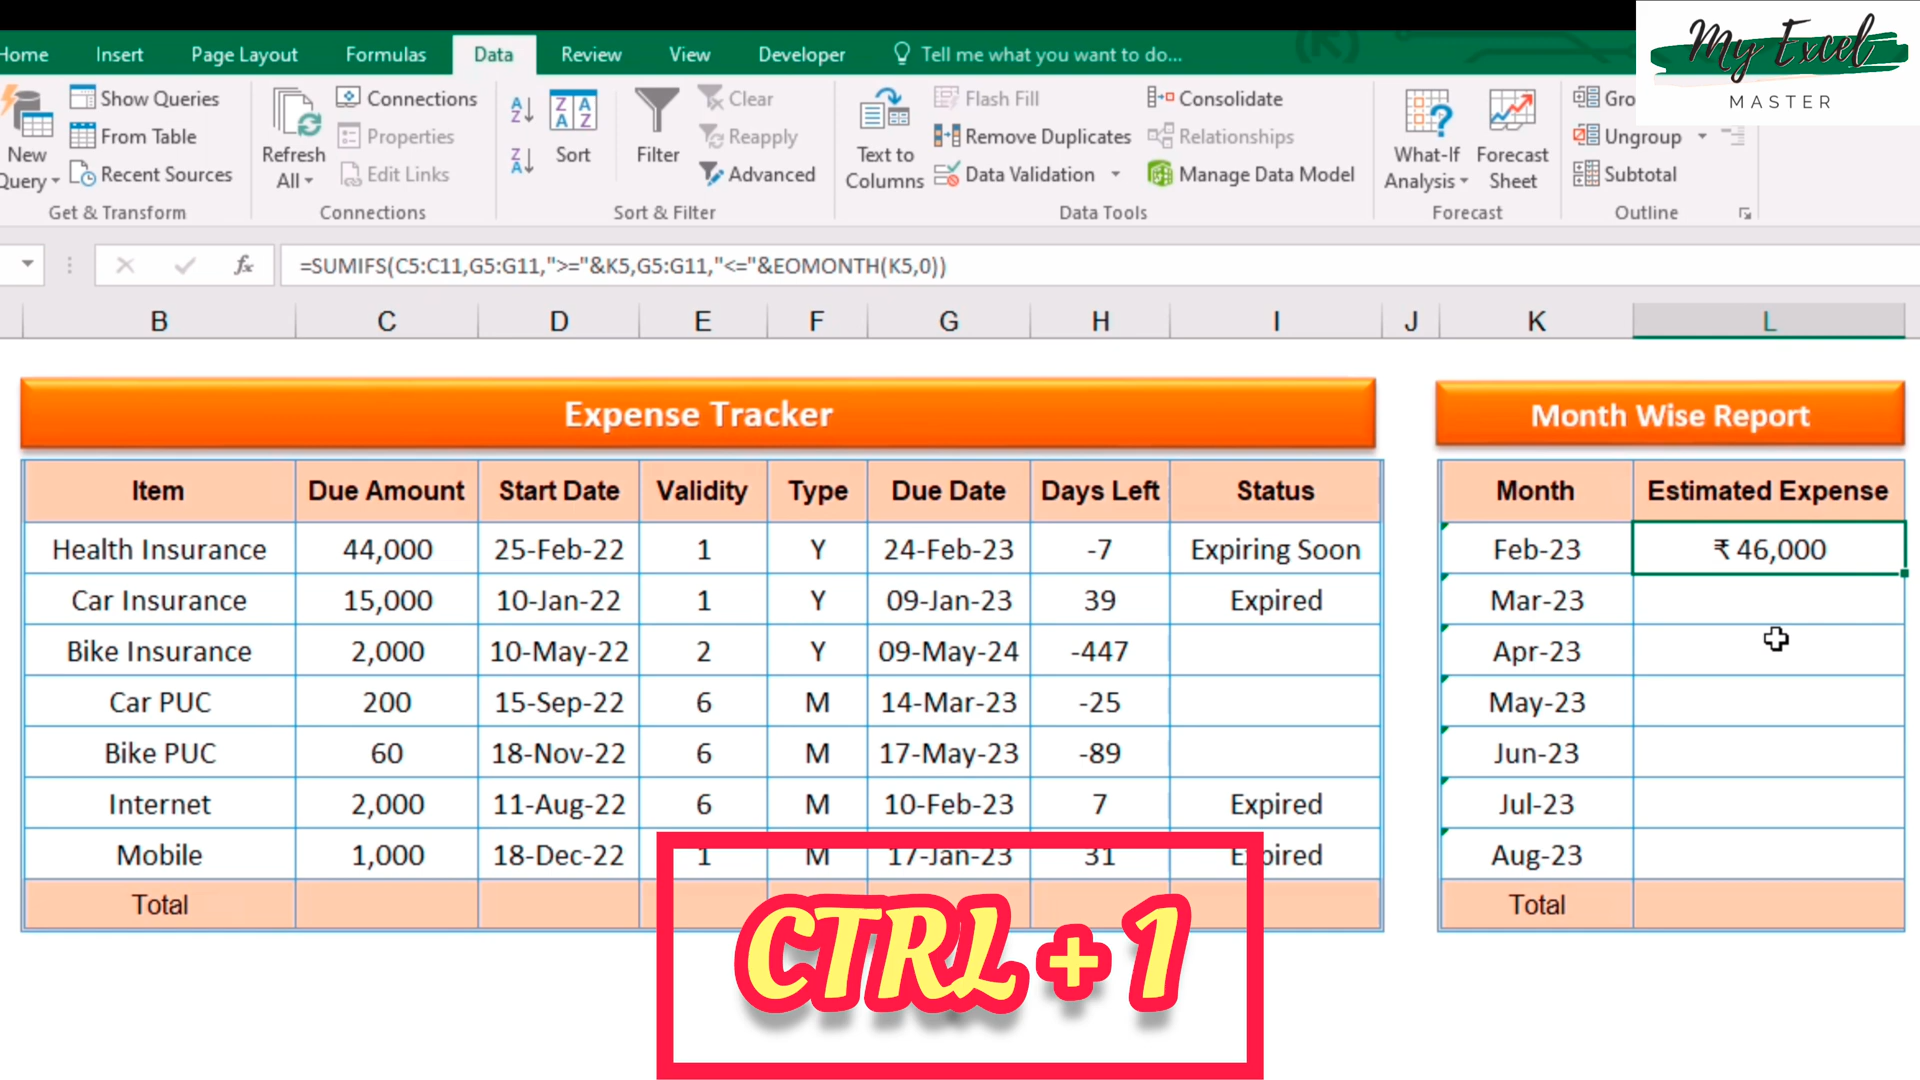 My Excel
MASTER
Home Insert Page Layout Formulas Data Review View Developer Tell me what you want to do...
New Query
Show Queries
From Table
Recent Sources
Get & Transform
Refresh All
Connections
Properties
Edit Links
Connections
Sort
Filter
Clear
Reapply
Advanced
Sort & Filter
Text to Columns
Flash Fill
Remove Duplicates
Data Validation
Consolidate
Relationships
Manage Data Model
Data Tools
What-If Analysis
Forecast Sheet
Forecast
Gro
Ungroup
Subtotal
Outline
fx =SUMIFS(C5:C11,G5:G11,">="&K5,G5:G11,"<="&EOMONTH(K5,0))
B C D E F G H I J K L
Expense Tracker
Item Due Amount Start Date Validity Type Due Date Days Left Status
Health Insurance 44,000 25-Feb-22 1 Y 24-Feb-23 -7 Expiring Soon
Car Insurance 15,000 10-Jan-22 1 Y 09-Jan-23 39 Expired
Bike Insurance 2,000 10-May-22 2 Y 09-May-24 -447
Car PUC 200 15-Sep-22 6 M 14-Mar-23 -25
Bike PUC 60 18-Nov-22 6 M 17-May-23 -89
Internet 2,000 11-Aug-22 6 M 10-Feb-23 7 Expired
Mobile 1,000 18-Dec-22 1 M 17-Jan-23 31 Expired
Total
Month Wise Report
Month Estimated Expense
Feb-23 ₹ 46,000
Mar-23
Apr-23
May-23
Jun-23
Jul-23
Aug-23
Total
CTRL + 1